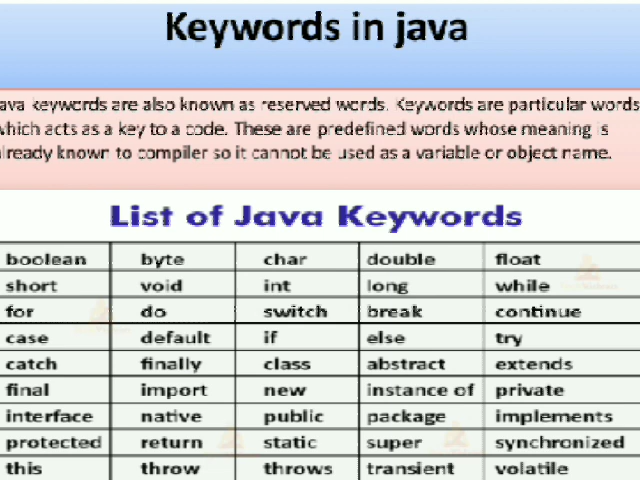 Keywords in java
ava keywords are also known as reserved words. Keywords are particular words
which acts as a key to a code. These are predefined words whose meaning is
already known to compiler so it cannot be used as a variable or object name.
List of Java Keywords
boolean byte char double float
short void int long while
for do switch break continue
case default if else try
catch finally class abstract extends
final import new instance of private
interface native public package implements
protected return static super synchronized
this throw throws transient volatile